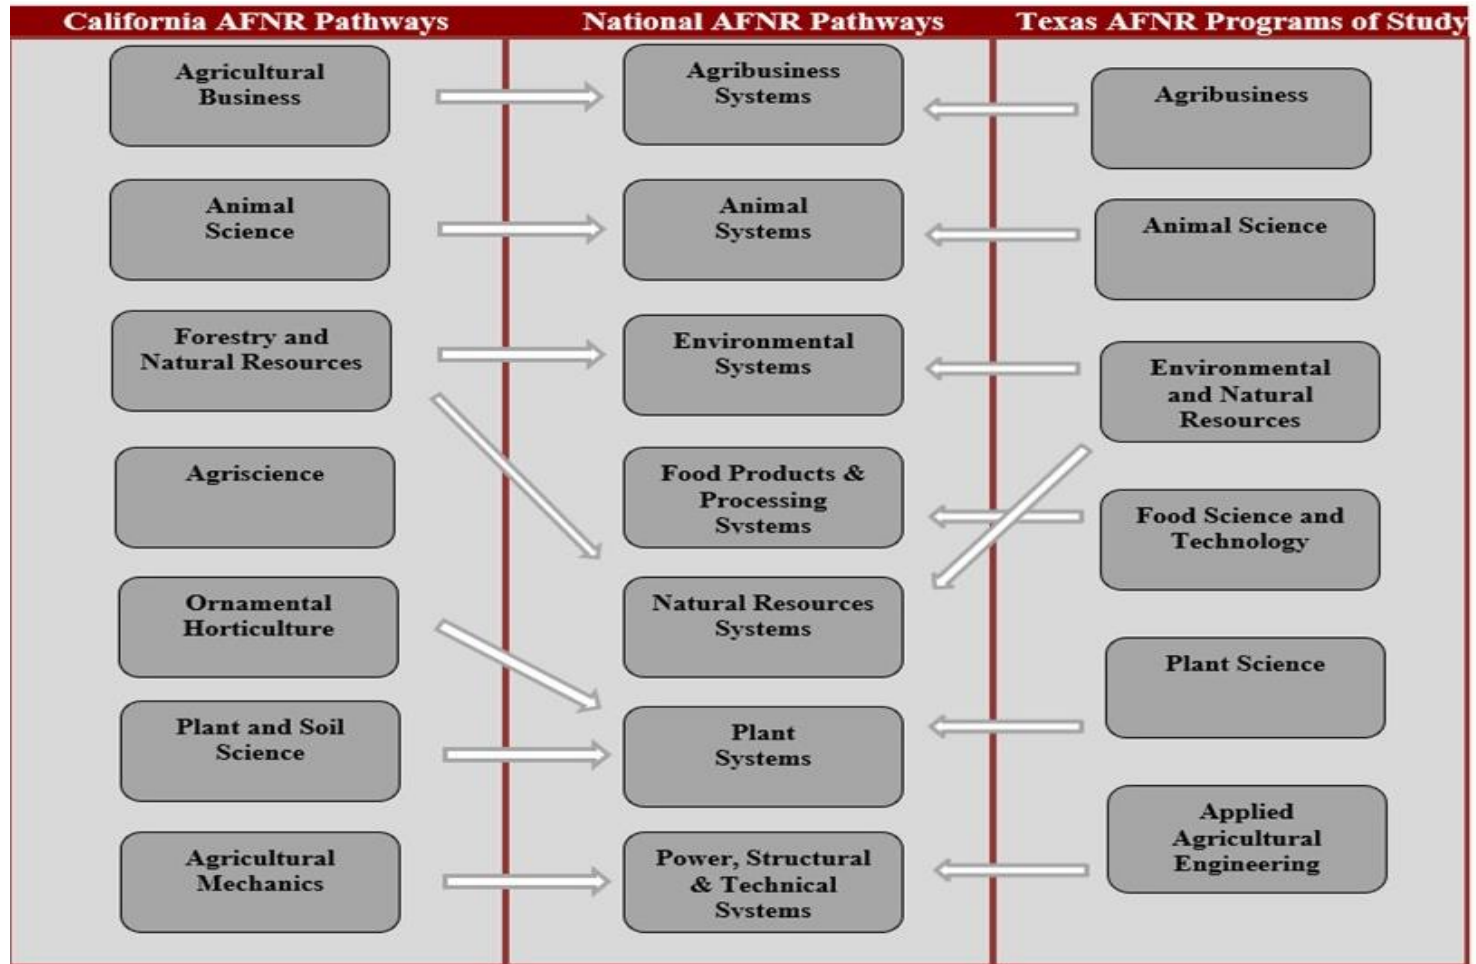 California AFNR Pathways
National AFNR Pathways
Texas AFNR Programs of Study
Agricultural
Business
Animal
Science
Forestry and
Natural Resources
Agriscience
Ornamental
Horticulture
Plant and Soil
Science
Agricultural
Mechanics
Agribusiness
Systems
Animal
Systems
Environmental
Systems
Food Products &
Processing
Systems
Natural Resources
Systems
Plant
Systems
Power, Structural
& Technical
Systems
Agribusiness
Animal Science
Environmental
and Natural
Resources
Food Science and
Technology
Plant Science
Applied
Agricultural
Engineering